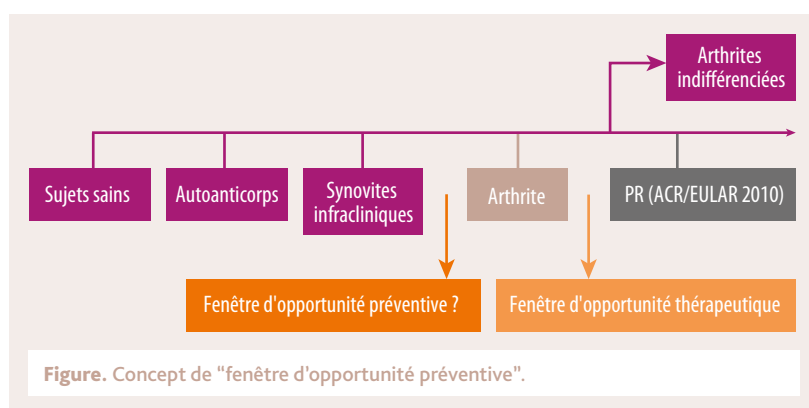 Arthrites
indifférenciées
Sujets sains
Autoanticorps
Synovites
infracliniques
Arthrite
PR (ACR/EULAR 2010)
Fenêtre d'opportunité préventive ?
Fenêtre d'opportunité thérapeutique
Figure. Concept de “fenêtre d’opportunité préventive”.